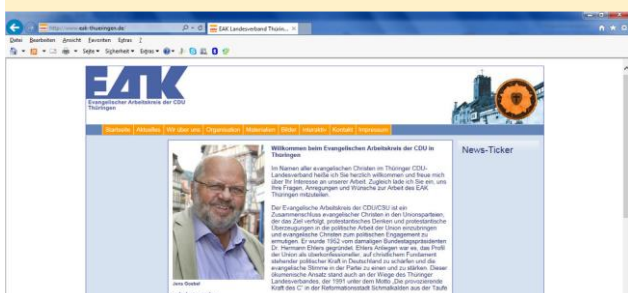 http://www.eak-thueringen.de/
EAK Landesverband Thürin...
Datei Bearbeiten Ansicht Favoriten Extras ?
Seite Sicherheit Extras
EAK
Evangelischer Arbeitskreis der CDU
Thüringen
Startseite Aktuelles Wir über uns Organisation Materialien Bilder Interaktiv Kontakt Impressum
Willkommen beim Evangelischen Arbeitskreis der CDU in
Thüringen
News-Ticker
Im Namen aller evangelischen Christen im Thüringer CDU-
Landesverband heiße ich Sie herzlich willkommen und freue mich
über Ihr Interesse an unserer Arbeit. Zugleich lade ich Sie ein, uns
Ihre Fragen, Anregungen und Wünsche zur Arbeit des EAK
Thüringen mitzuteilen.
Der Evangelische Arbeitskreis der CDU/CSU ist ein
Zusammenschluss evangelischer Christen in den Unionsparteien,
der das Ziel verfolgt, protestantisches Denken und protestantische
Überzeugungen in die politische Arbeit der Union einzubringen
und evangelische Christen zum politischen Engagement zu
ermutigen. Er wurde 1952 vom damaligen Bundestagspräsidenten
Dr. Hermann Ehlers gegründet. Ehlers Anliegen war es, das Profil
der Union als überkonfessioneller, auf christlichem Fundament
stehender politischer Kraft in Deutschland zu schärfen und die
evangelische Stimme in der Partei zu einen und zu stärken. Dieser
ökumenische Ansatz stand auch an der Wiege des Thüringer
Landesverbandes, der 1991 unter dem Motto „Die provozierende
Kraft des C" in der Reformationsstadt Schmalkalden aus der Taufe
Jens Goebel